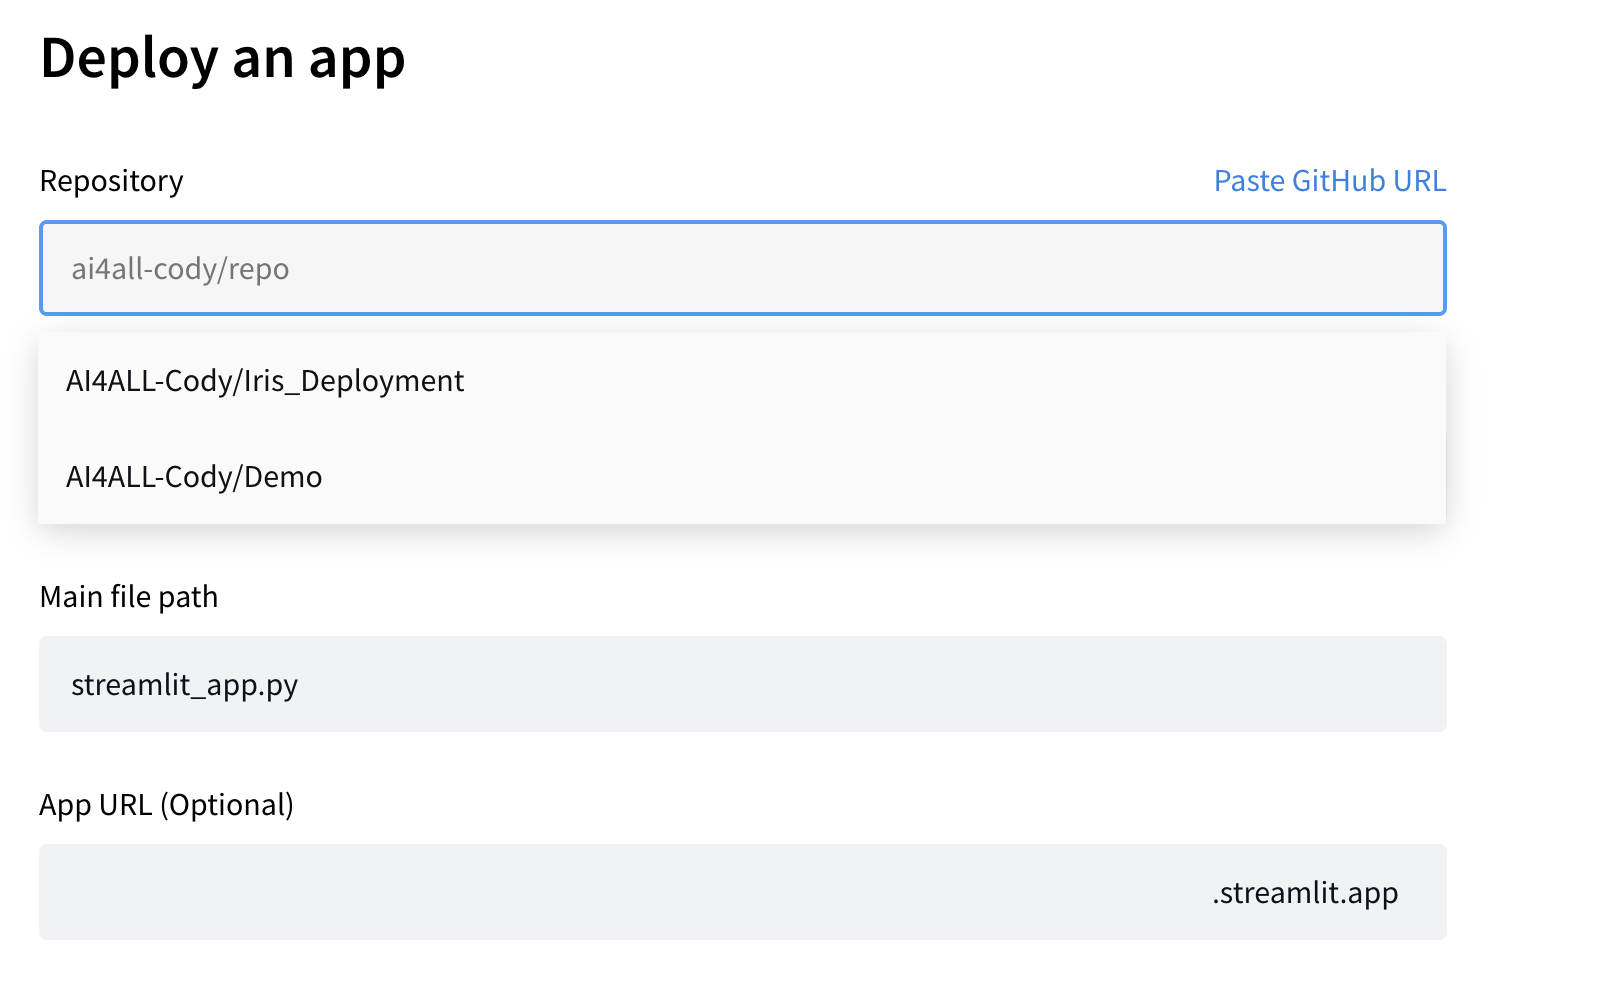 Deploy an app
Repository
Paste GitHub URL
ai4all-cody/repo
AI4ALL-Cody/Iris_Deployment
AI4ALL-Cody/Demo
Main file path
streamlit_app.py
App URL (Optional)
.streamlit.app